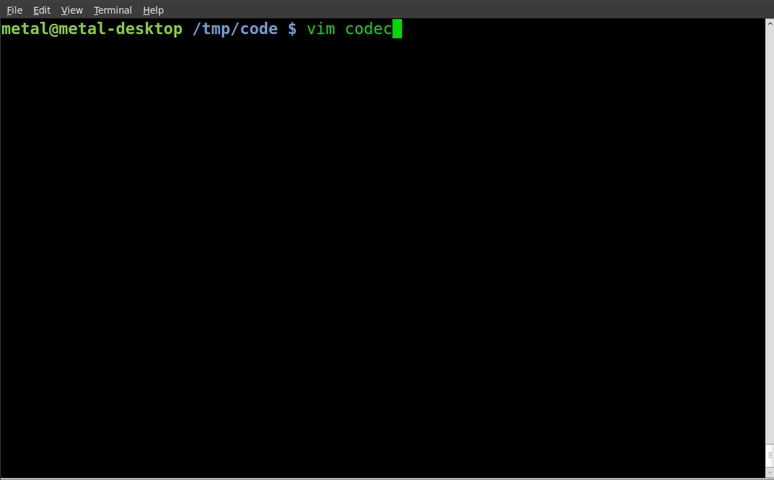 File Edit View Terminal Help
metal@metal-desktop /tmp/code $ vim codec